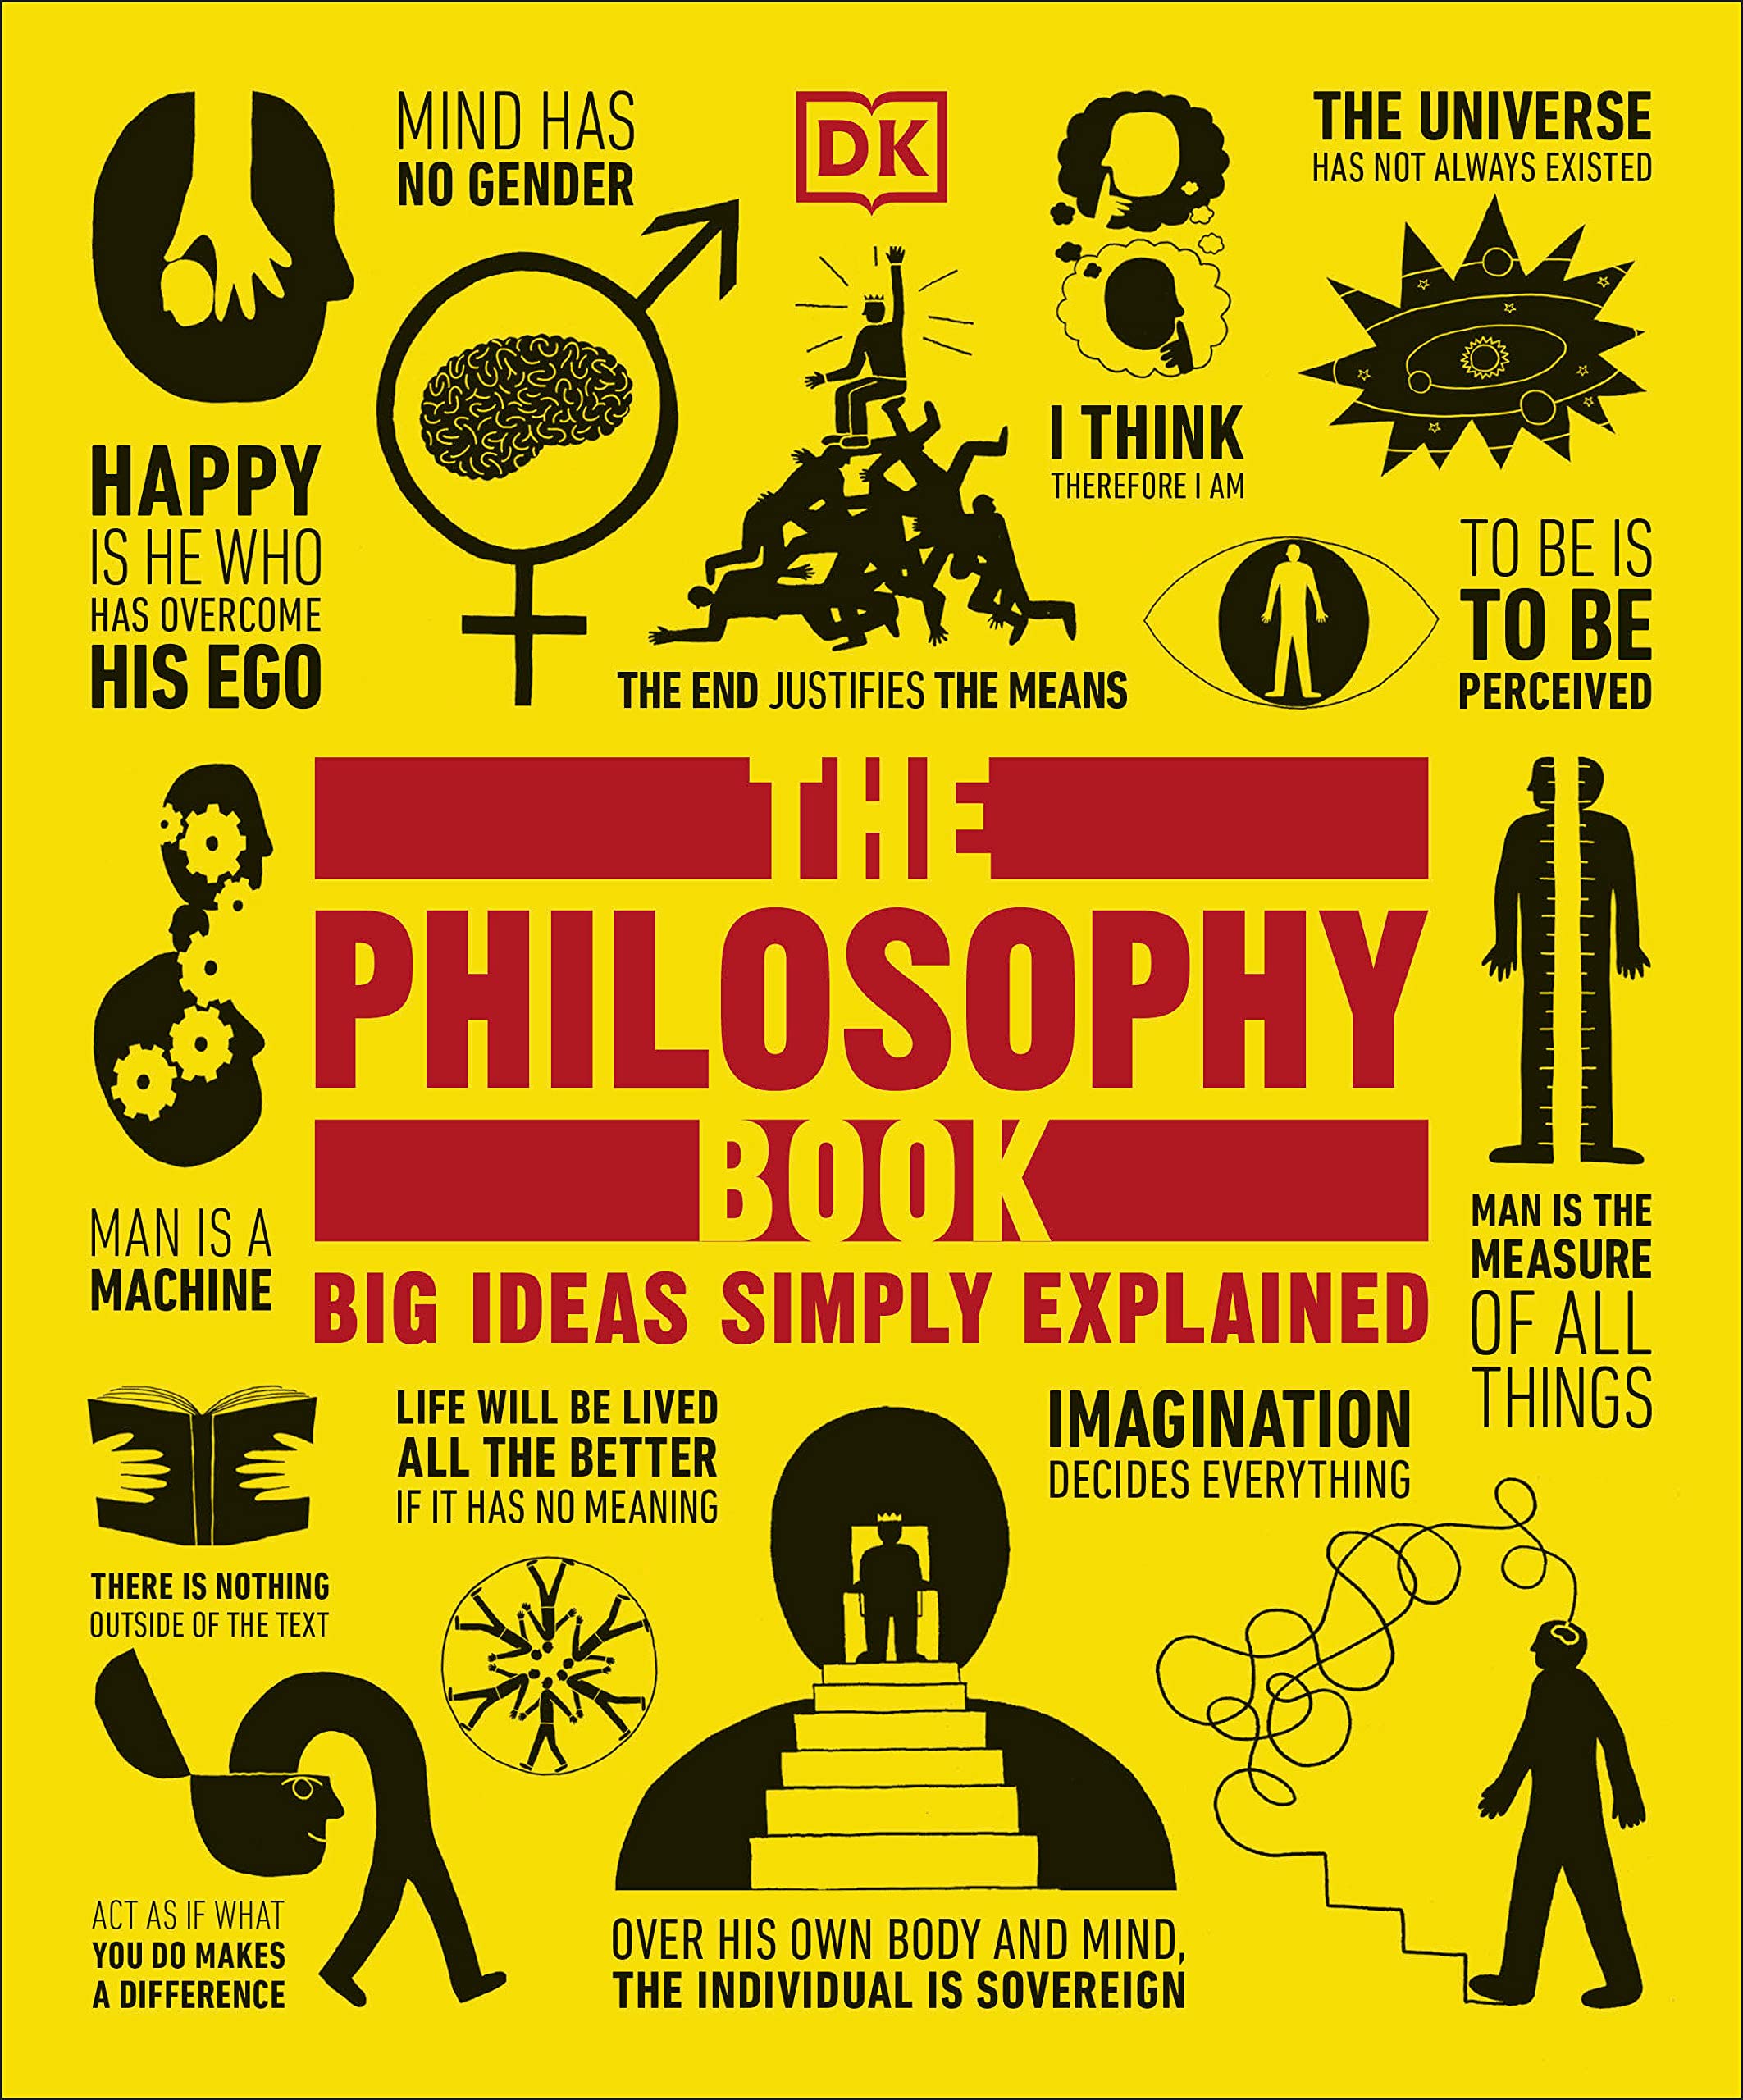 MIND HAS
NO GENDER
DK
THE UNIVERSE
HAS NOT ALWAYS EXISTED
I THINK
THEREFORE I AM
HAPPY
IS HE WHO
HAS OVERCOME
HIS EGO
TO BE IS
TO BE
PERCEIVED
THE END JUSTIFIES THE MEANS
THE
PHILOSOPHY
BOOK
BIG IDEAS SIMPLY EXPLAINED
MAN IS A
MACHINE
MAN IS THE
MEASURE
OF ALL
THINGS
LIFE WILL BE LIVED
ALL THE BETTER
IF IT HAS NO MEANING
IMAGINATION
DECIDES EVERYTHING
THERE IS NOTHING
OUTSIDE OF THE TEXT
ACT AS IF WHAT
YOU DO MAKES
A DIFFERENCE
OVER HIS OWN BODY AND MIND,
THE INDIVIDUAL IS SOVEREIGN